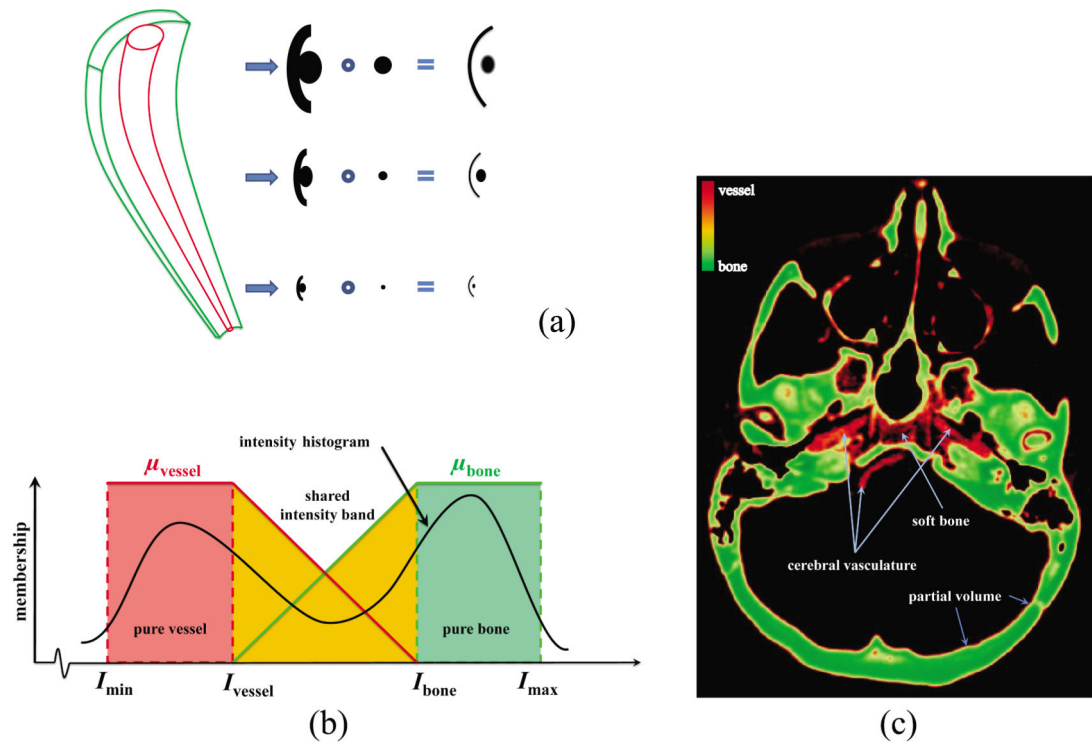 (a)
intensity histogram
μvessel
μbone
shared
intensity band
membership
pure vessel
pure bone
Imin
Ivessel
Ibone
Imax
(b)
vessel
bone
soft bone
cerebral vasculature
partial volume
(c)